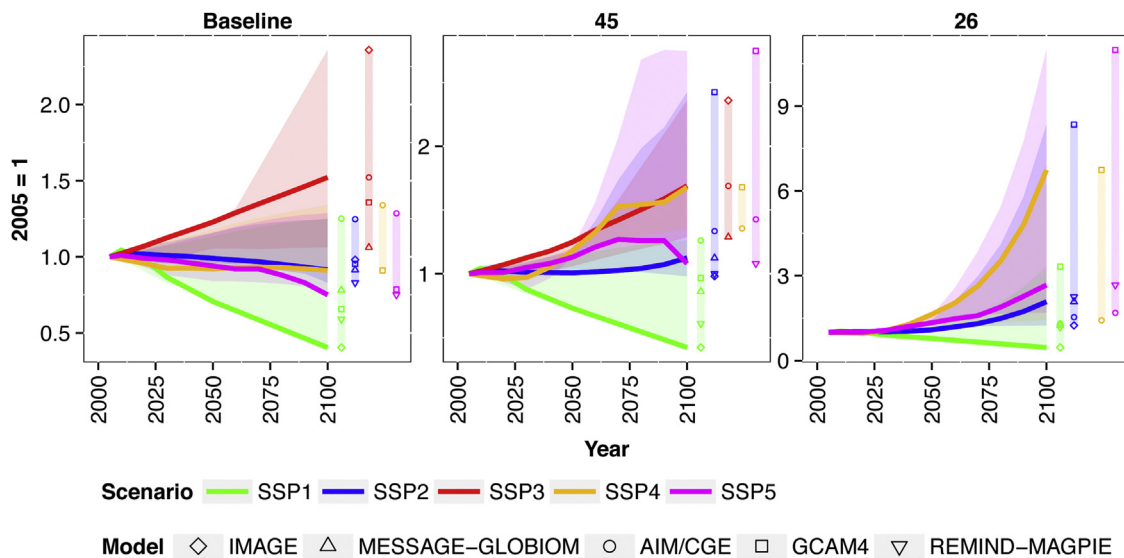 Baseline 45 26
2005 = 1
2.0
1.5
1.0
0.5
2
1
9
6
3
0
2000 2025 2050 2075 2100 2000 2025 2050 2075 2100 2000 2025 2050 2075 2100
Year
Scenario SSP1 SSP2 SSP3 SSP4 SSP5
Model IMAGE MESSAGE−GLOBIOM AIM/CGE GCAM4 REMIND−MAGPIE